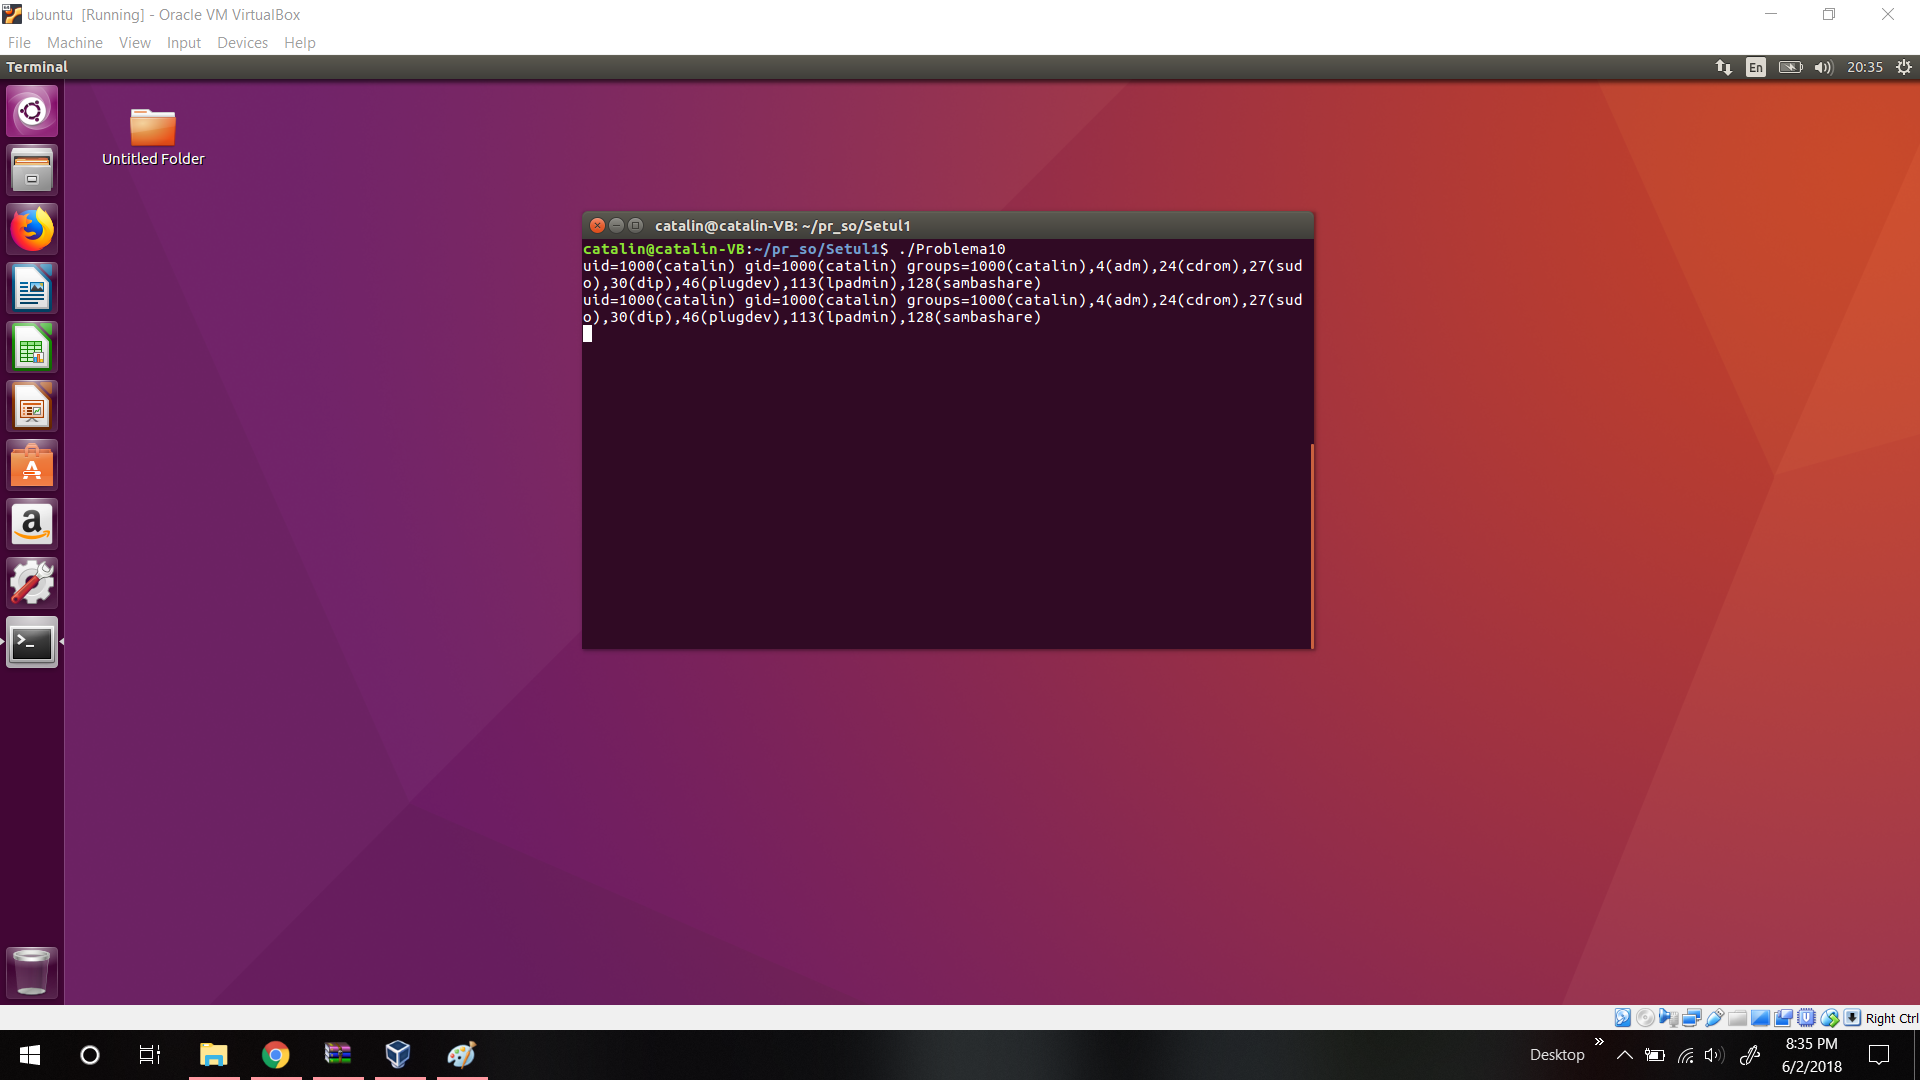 ubuntu [Running] - Oracle VM VirtualBox
File Machine View Input Devices Help
Terminal
En 20:35
Untitled Folder
catalin@catalin-VB: ~/pr_so/Setul1
catalin@catalin-VB:~/pr_so/Setul1$ ./Problema10
uid=1000(catalin) gid=1000(catalin) groups=1000(catalin),4(adm),24(cdrom),27(sud
o),30(dip),46(plugdev),113(lpadmin),128(sambashare)
uid=1000(catalin) gid=1000(catalin) groups=1000(catalin),4(adm),24(cdrom),27(sud
o),30(dip),46(plugdev),113(lpadmin),128(sambashare)
Right Ctrl
Desktop
8:35 PM
6/2/2018